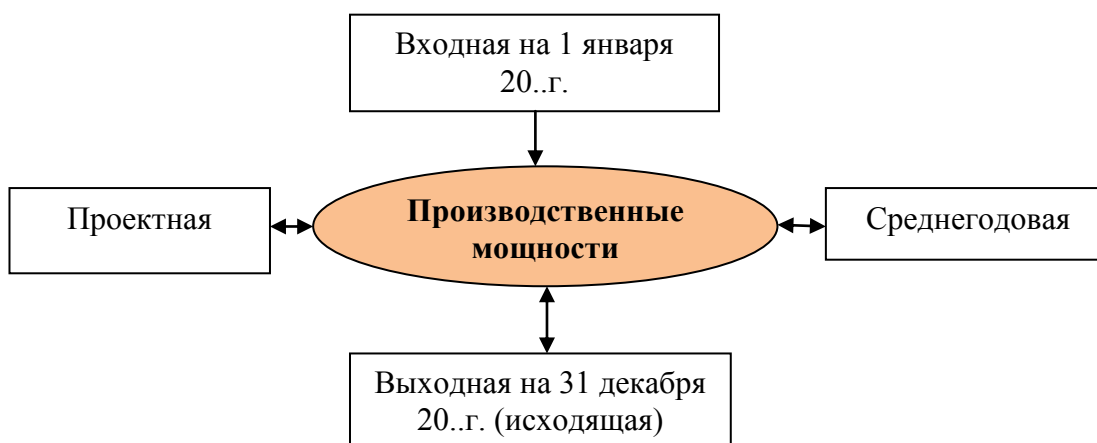 Входная на 1 января
20..г.
Проектная
Производственные
мощности
Среднегодовая
Выходная на 31 декабря
20..г. (исходящая)